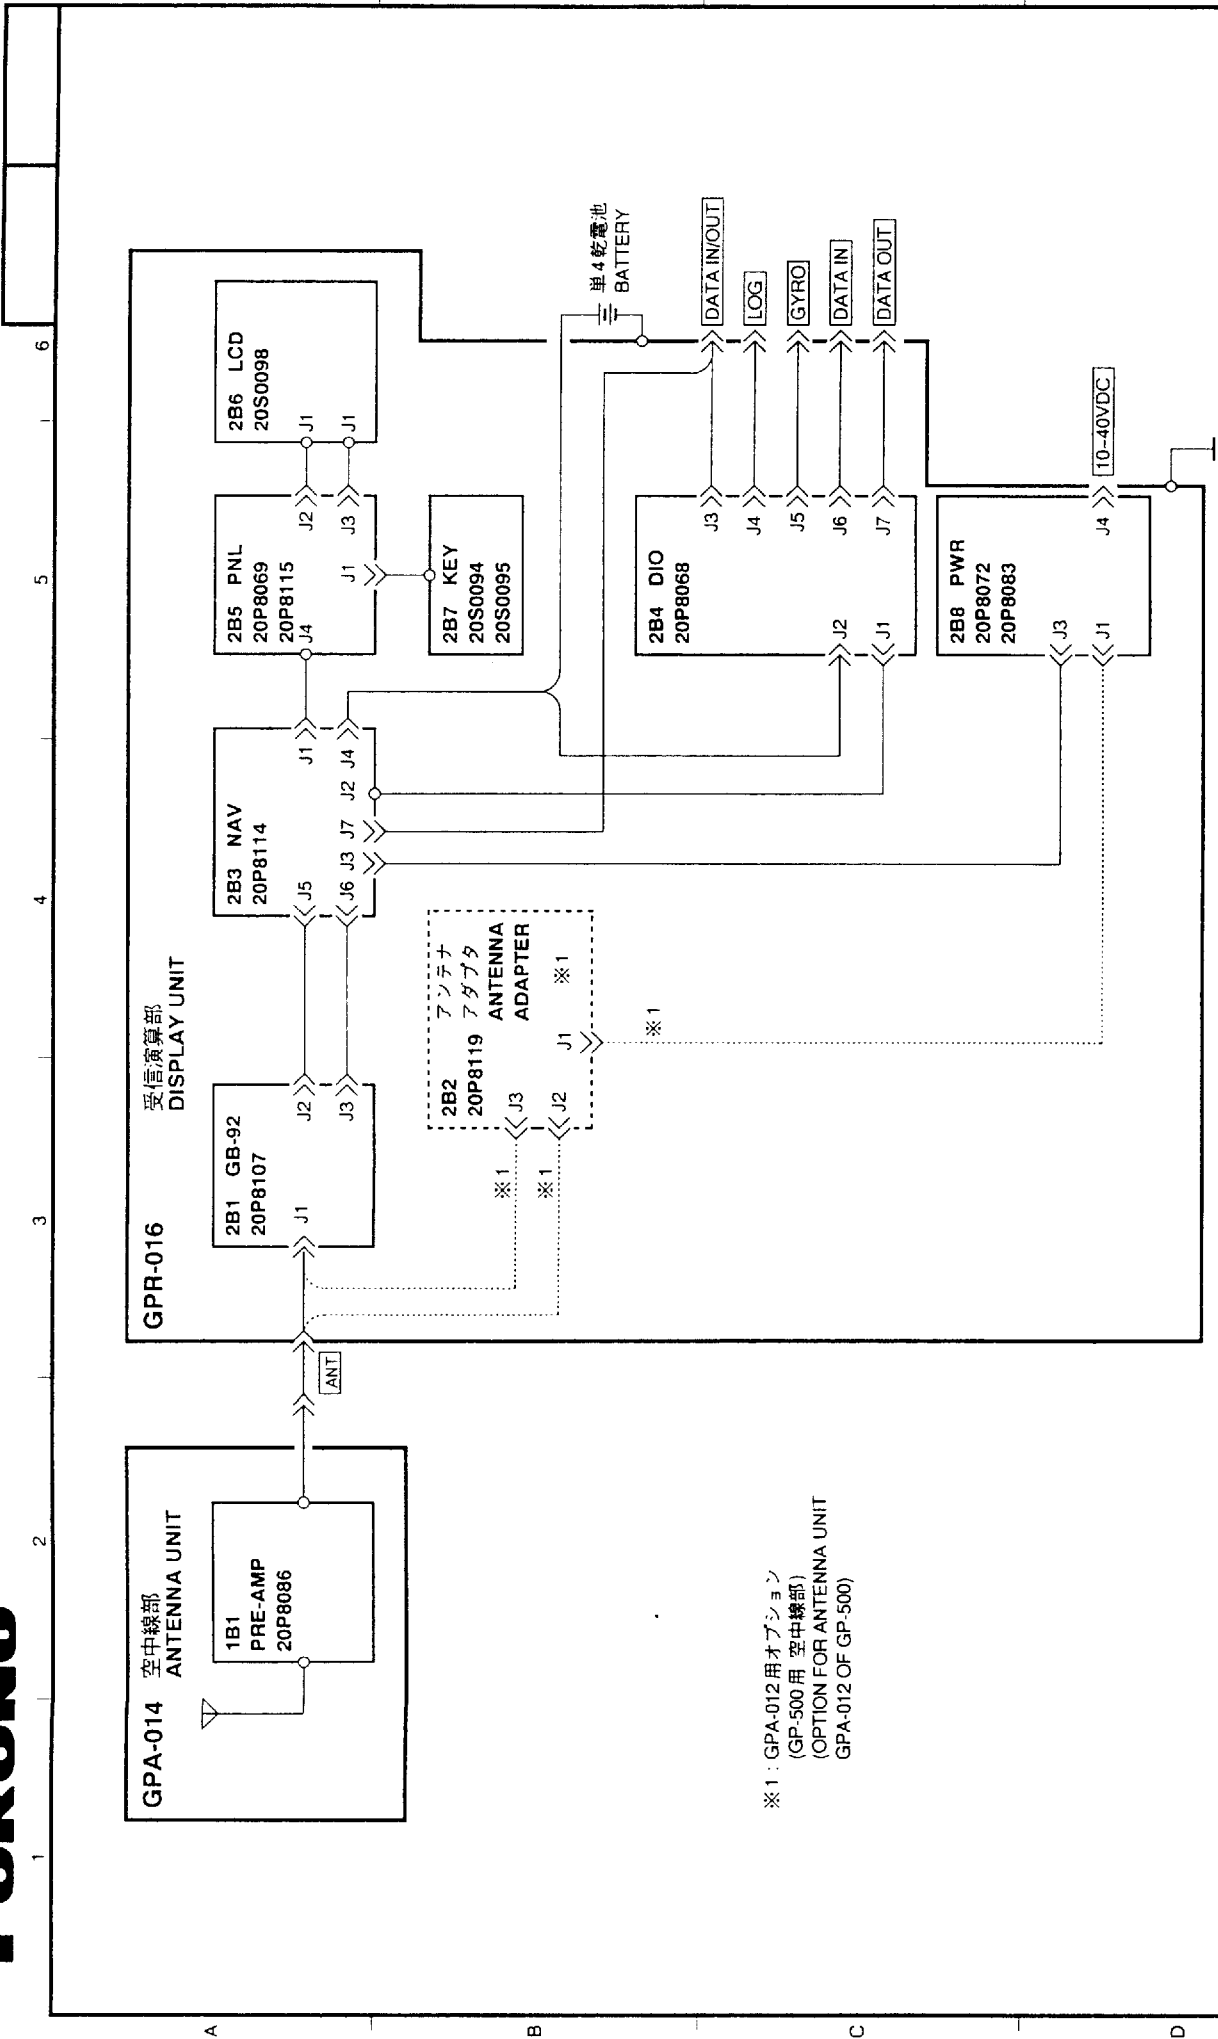 FURUNO
1
2
3
4
5
6
A
B
C
D
GPA-014
空中線部
ANTENNA UNIT
1B1
PRE-AMP
20P8086
ANT
GPR-016
受信演算部
DISPLAY UNIT
2B1 GB-92
20P8107
J1
J2
J3
2B3 NAV
20P8114
J5
J6
J3
J7
J2
J4
J1
2B5 PNL
20P8069
20P8115
J4
J1
J2
J3
2B6 LCD
20S0098
J1
J1
2B7 KEY
20S0094
20S0095
2B2
20P8119
アンテナ
アダプタ
ANTENNA
ADAPTER
※1
J3
J2
J1
※1
※1
※1
単4乾電池
BATTERY
2B4 DIO
20P8068
J2
J1
J3
J4
J5
J6
J7
DATA IN/OUT
LOG
GYRO
DATA IN
DATA OUT
2B8 PWR
20P8072
20P8083
J3
J1
J4
10-40VDC
※1 : GPA-012用オプション
(GP-500用 空中線部)
(OPTION FOR ANTENNA UNIT
GPA-012 OF GP-500)